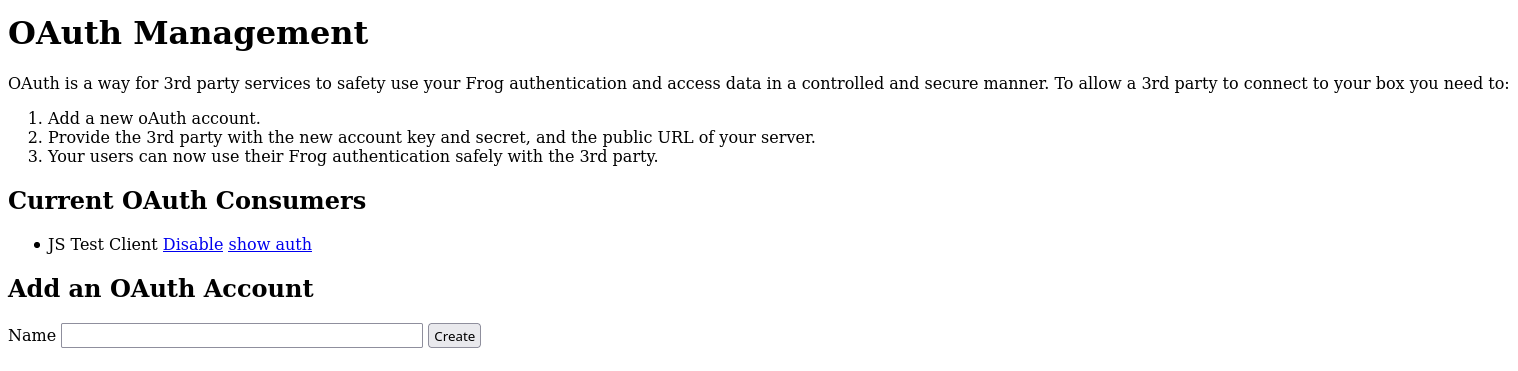 OAuth Management
OAuth is a way for 3rd party services to safety use your Frog authentication and access data in a controlled and secure manner. To allow a 3rd party to connect to your box you need to:
1. Add a new oAuth account.
2. Provide the 3rd party with the new account key and secret, and the public URL of your server.
3. Your users can now use their Frog authentication safely with the 3rd party.
Current OAuth Consumers
• JS Test Client Disable show auth
Add an OAuth Account
Name Create